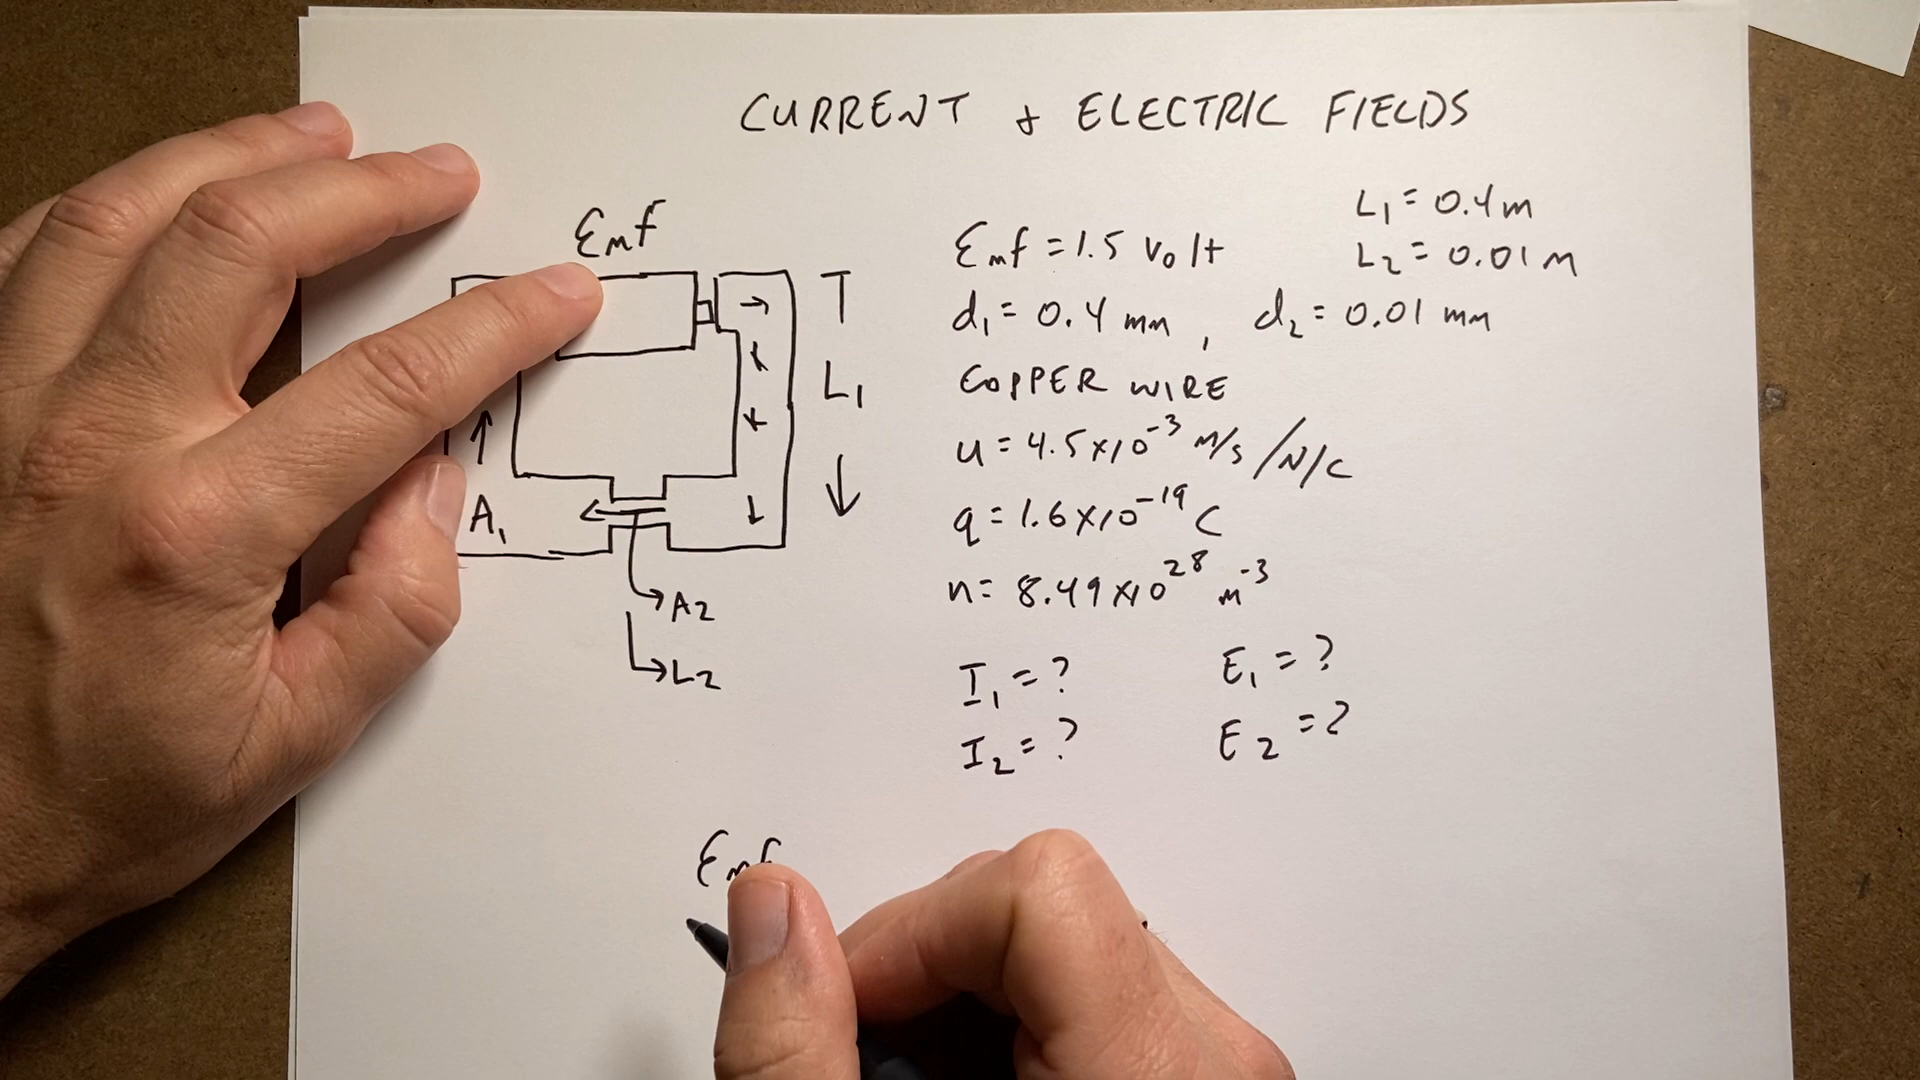 CURRENT & ELECTRIC FIELDS
Emf
T
L₁
A₁
A2
L2
Emf = 1.5 volt
L₁ = 0.4 m
L₂ = 0.01 m
d₁ = 0.4 mm , d₂ = 0.01 mm
COPPER WIRE
u = 4.5×10⁻³ m/s /N/C
q = 1.6×10⁻¹⁹ C
n = 8.49×10²⁸ m⁻³
I₁ = ?
E₁ = ?
I₂ = ?
E₂ = ?
Emf